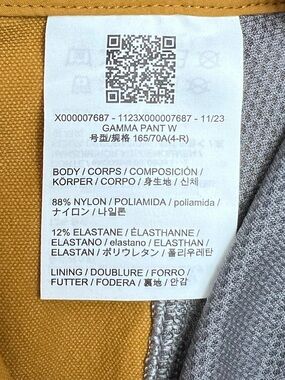 X000007687 - 1123X000007687 - 11/23
GAMMA PANT W
号型/規格 165/70A(4-R)
BODY / CORPS / COMPOSICIÓN /
KÖRPER / CORPO / 身生地 / 신체
88% NYLON / POLIAMIDA / poliamida /
ナイロン / 나일론
12% ELASTANE / ÉLASTHANNE /
ELASTANO / elastano / ELASTHAN /
ELASTAN / ポリウレタン / 폴리우레탄
LINING / DOUBLURE / FORRO /
FUTTER / FODERA / 裏地 / 안감